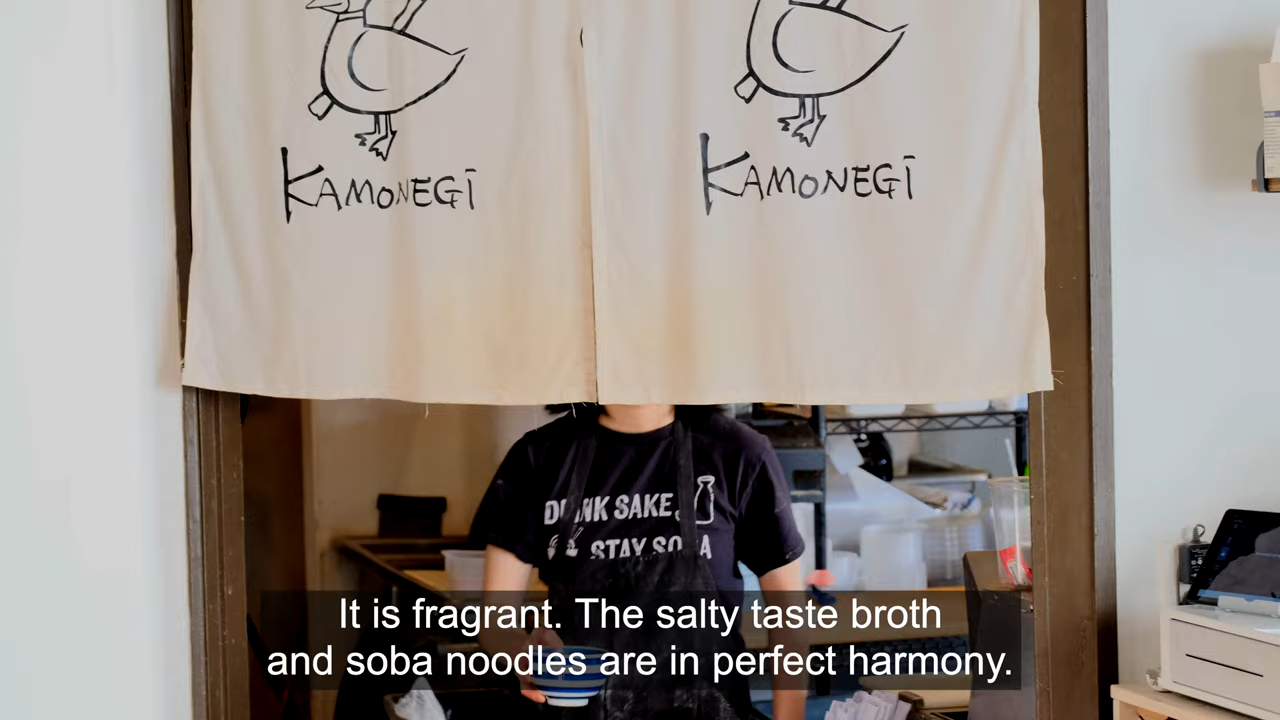 KAMONEGI
KAMONEGI
DRINK SAKE,
STAY SOBA
It is fragrant. The salty taste broth
and soba noodles are in perfect harmony.